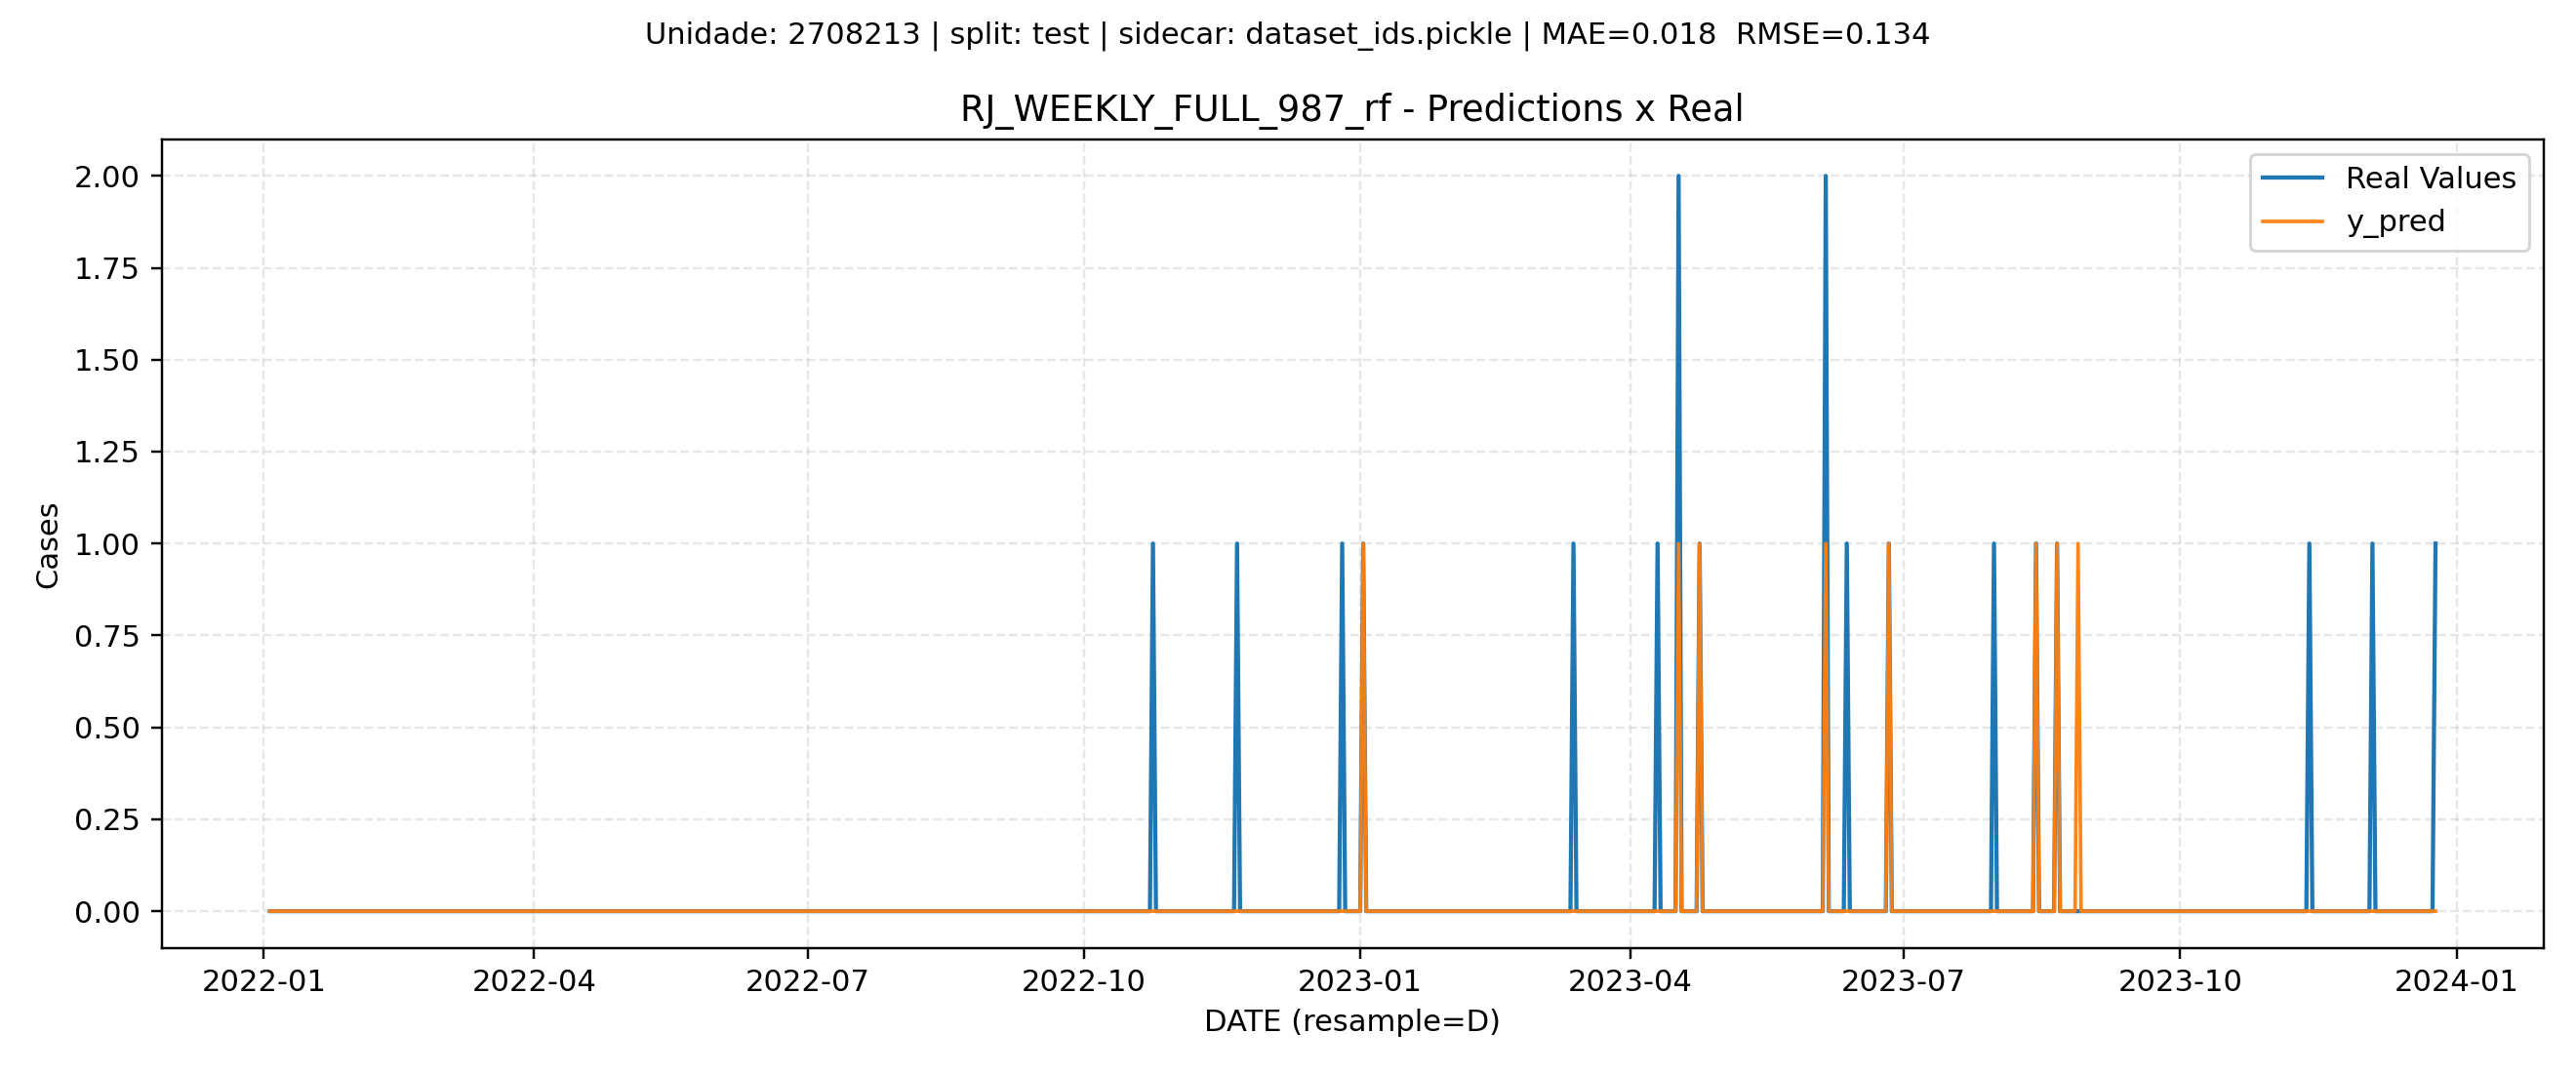 Unidade: 2708213 | split: test | sidecar: dataset_ids.pickle | MAE=0.018  RMSE=0.134
RJ_WEEKLY_FULL_987_rf - Predictions x Real
Real Values
y_pred
2.00
1.75
1.50
1.25
1.00
0.75
0.50
0.25
0.00
Cases
2022-01 2022-04 2022-07 2022-10 2023-01 2023-04 2023-07 2023-10 2024-01
DATE (resample=D)